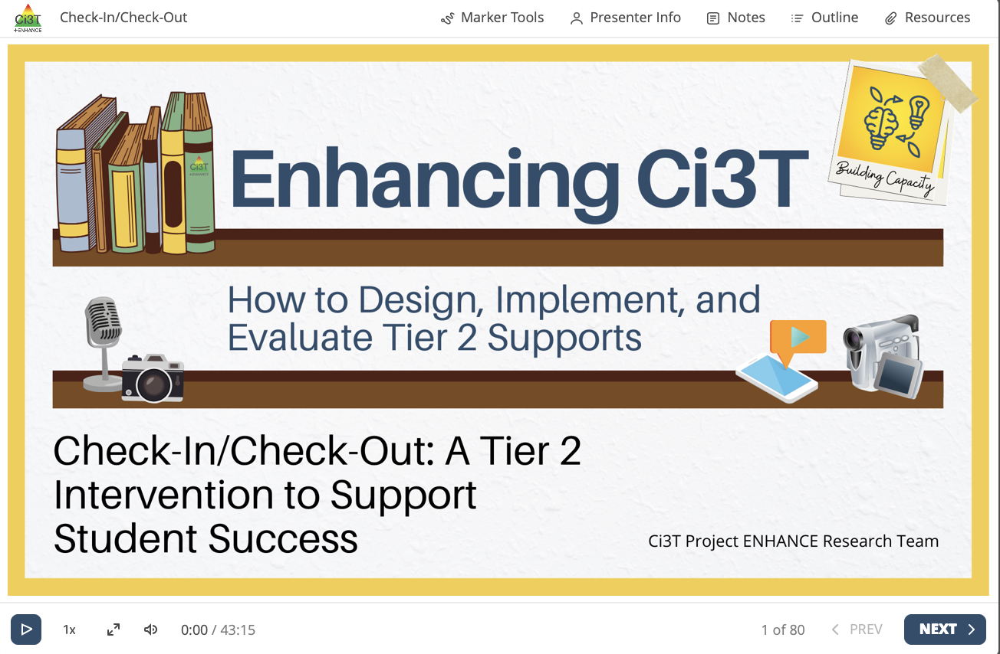 Ci3T
+ENHANCE
Check-In/Check-Out
Marker Tools
Presenter Info
Notes
Outline
Resources
Ci3T
+ENHANCE
Enhancing Ci3T
Building Capacity
How to Design, Implement, and
Evaluate Tier 2 Supports
Check-In/Check-Out: A Tier 2
Intervention to Support
Student Success
Ci3T Project ENHANCE Research Team
1x
0:00 / 43:15
1 of 80
PREV
NEXT